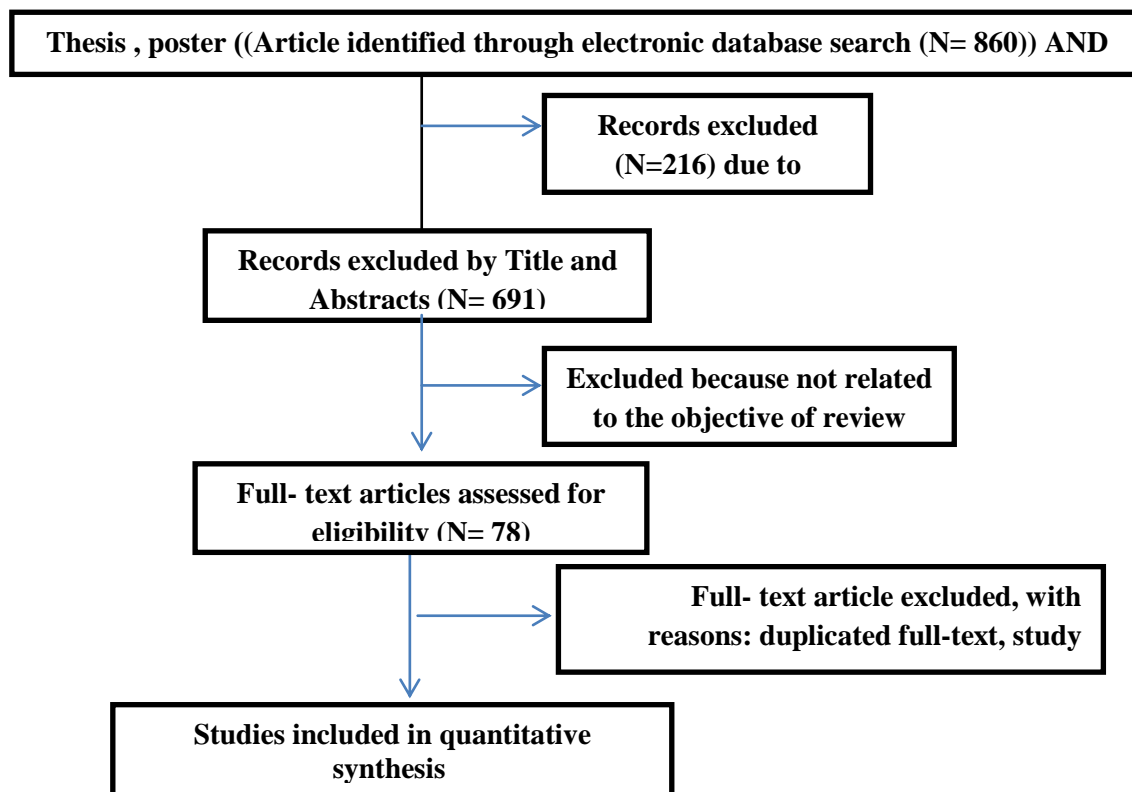 Thesis , poster ((Article identified through electronic database search (N= 860)) AND
Records excluded
(N=216) due to
Records excluded by Title and
Abstracts (N= 691)
Excluded because not related
to the objective of review
Full- text articles assessed for
eligibility (N= 78)
Full- text article excluded, with
reasons: duplicated full-text, study
Studies included in quantitative
synthesis